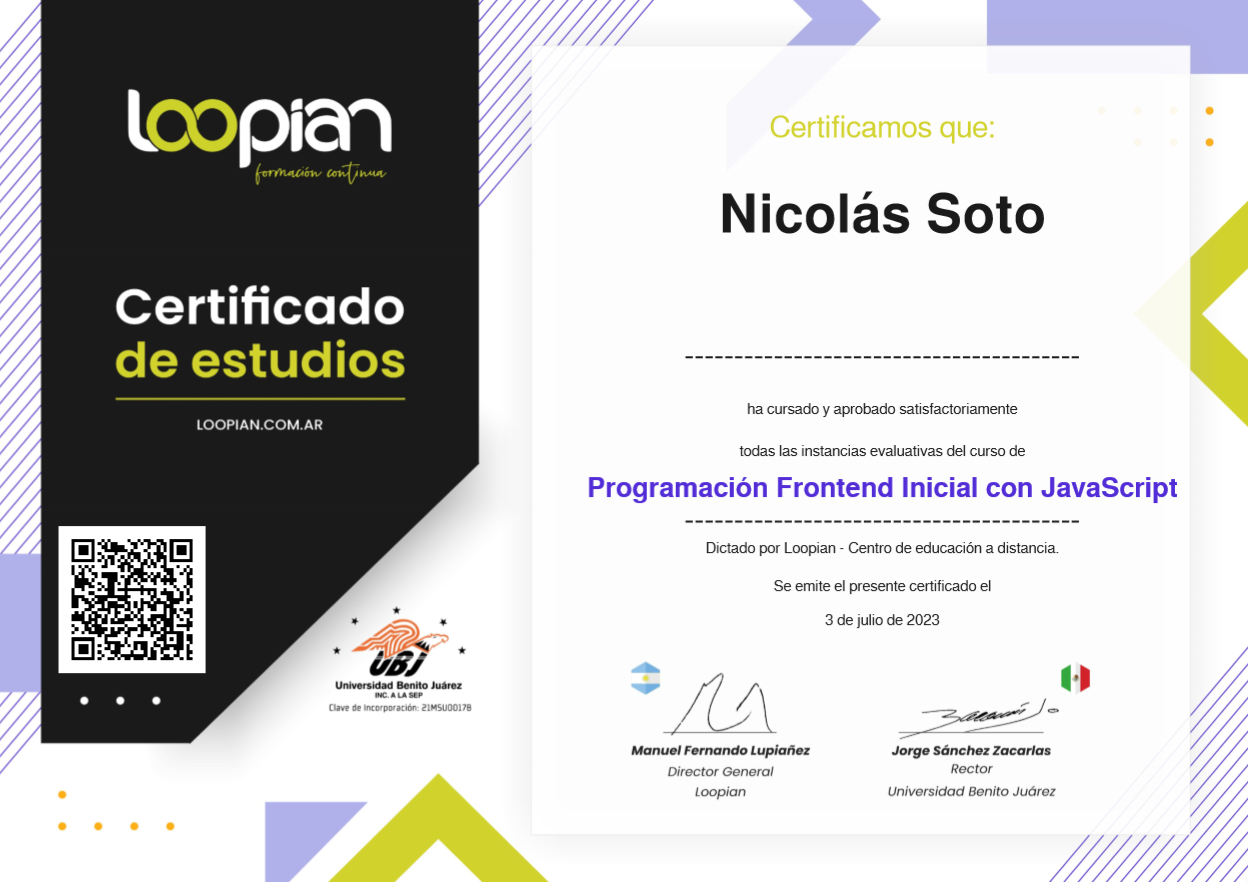 loopian
formación continua
Certificado
de estudios
LOOPIAN.COM.AR
UBJ
Universidad Benito Juárez
INC. A LA SEP
Clave de Incorporación: 21MSU0017B
Certificamos que:
Nicolás Soto
----------------------------------------
ha cursado y aprobado satisfactoriamente
todas las instancias evaluativas del curso de
Programación Frontend Inicial con JavaScript
----------------------------------------
Dictado por Loopian - Centro de educación a distancia.
Se emite el presente certificado el
3 de julio de 2023
Manuel Fernando Lupiañez
Director General
Loopian
Jorge Sánchez Zacarlas
Rector
Universidad Benito Juárez